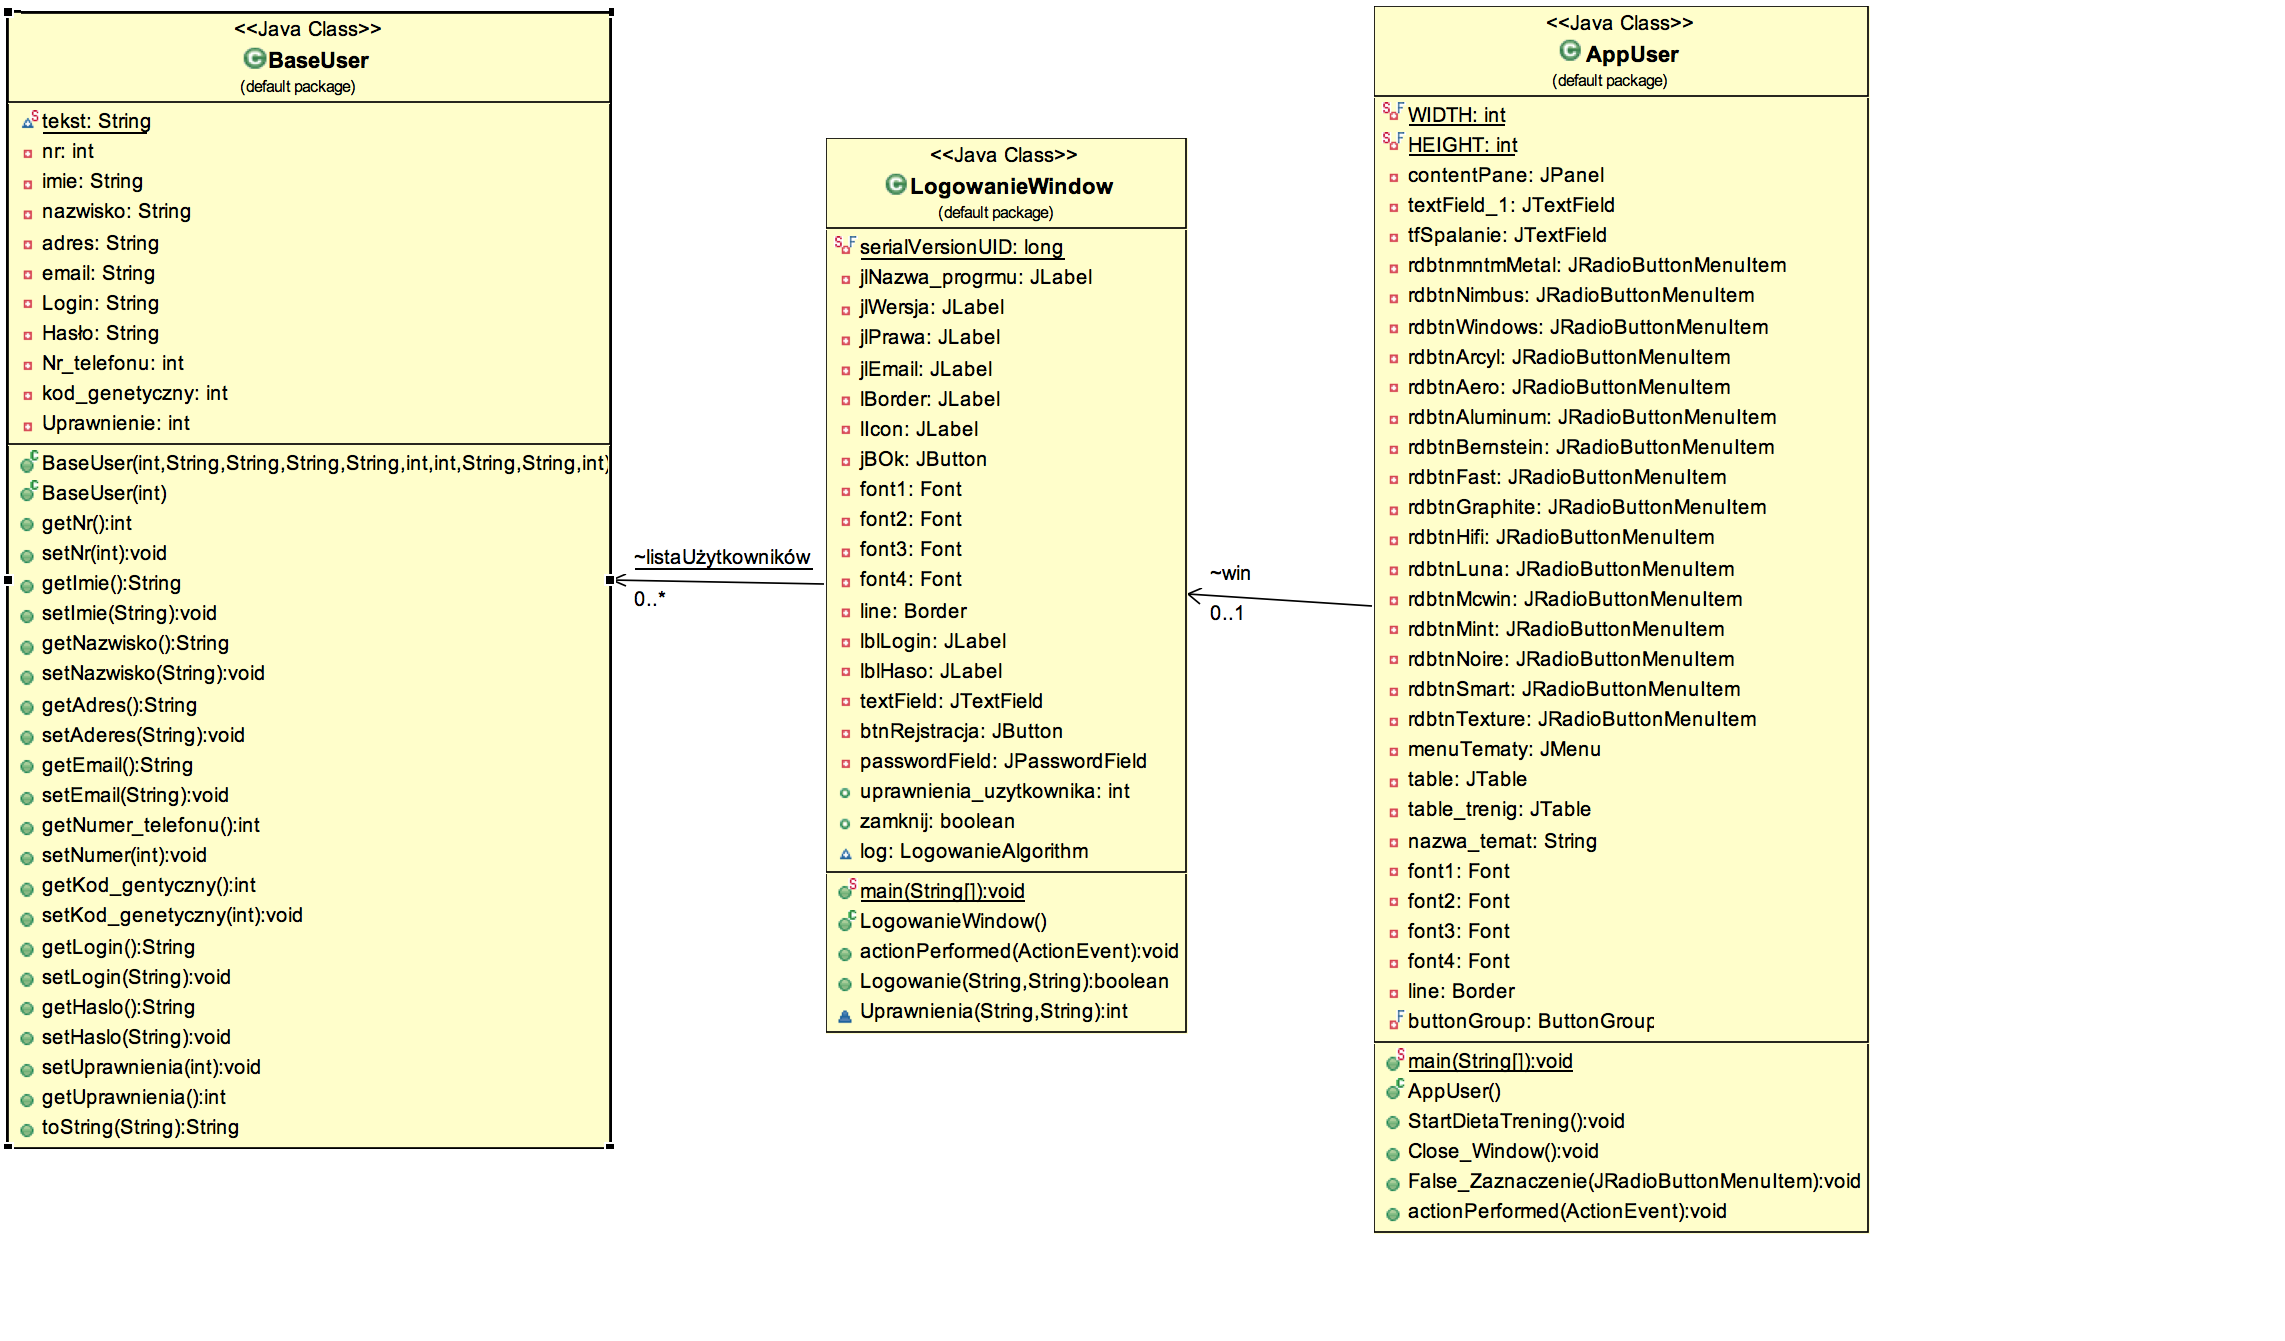 <<Java Class>>
BaseUser
(default package)
tekst: String
nr: int
imie: String
nazwisko: String
adres: String
email: String
Login: String
Hasło: String
Nr_telefonu: int
kod_genetyczny: int
Uprawnienie: int
BaseUser(int,String,String,String,String,int,int,String,String,int)
BaseUser(int)
getNr():int
setNr(int):void
getImie():String
setImie(String):void
getNazwisko():String
setNazwisko(String):void
getAdres():String
setAderes(String):void
getEmail():String
setEmail(String):void
getNumer_telefonu():int
setNumer(int):void
getKod_gentyczny():int
setKod_genetyczny(int):void
getLogin():String
setLogin(String):void
getHaslo():String
setHaslo(String):void
setUprawnienia(int):void
getUprawnienia():int
toString(String):String
~listaUżytkowników
0..*
<<Java Class>>
LogowanieWindow
(default package)
serialVersionUID: long
jlNazwa_progrmu: JLabel
jlWersja: JLabel
jlPrawa: JLabel
jlEmail: JLabel
lBorder: JLabel
lIcon: JLabel
jBOk: JButton
font1: Font
font2: Font
font3: Font
font4: Font
line: Border
lblLogin: JLabel
lblHaso: JLabel
textField: JTextField
btnRejstracja: JButton
passwordField: JPasswordField
uprawnienia_uzytkownika: int
zamknij: boolean
log: LogowanieAlgorithm
main(String[]):void
LogowanieWindow()
actionPerformed(ActionEvent):void
Logowanie(String,String):boolean
Uprawnienia(String,String):int
~win
0..1
<<Java Class>>
AppUser
(default package)
WIDTH: int
HEIGHT: int
contentPane: JPanel
textField_1: JTextField
tfSpalanie: JTextField
rdbtnmntmMetal: JRadioButtonMenuItem
rdbtnNimbus: JRadioButtonMenuItem
rdbtnWindows: JRadioButtonMenuItem
rdbtnArcyl: JRadioButtonMenuItem
rdbtnAero: JRadioButtonMenuItem
rdbtnAluminum: JRadioButtonMenuItem
rdbtnBernstein: JRadioButtonMenuItem
rdbtnFast: JRadioButtonMenuItem
rdbtnGraphite: JRadioButtonMenuItem
rdbtnHifi: JRadioButtonMenuItem
rdbtnLuna: JRadioButtonMenuItem
rdbtnMcwin: JRadioButtonMenuItem
rdbtnMint: JRadioButtonMenuItem
rdbtnNoire: JRadioButtonMenuItem
rdbtnSmart: JRadioButtonMenuItem
rdbtnTexture: JRadioButtonMenuItem
menuTematy: JMenu
table: JTable
table_trenig: JTable
nazwa_temat: String
font1: Font
font2: Font
font3: Font
font4: Font
line: Border
buttonGroup: ButtonGroup
main(String[]):void
AppUser()
StartDietaTrening():void
Close_Window():void
False_Zaznaczenie(JRadioButtonMenuItem):void
actionPerformed(ActionEvent):void